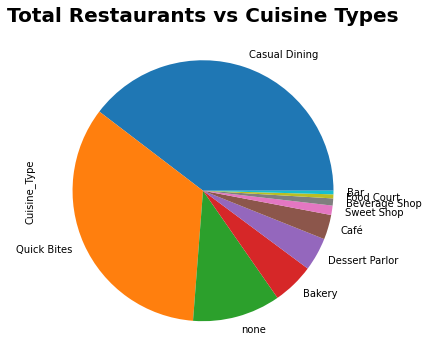 Total Restaurants vs Cuisine Types
Casual Dining
Cuisine_Type
Quick Bites
none
Bakery
Dessert Parlor
Café
Sweet Shop
Beverage Shop
Food Court
Bar